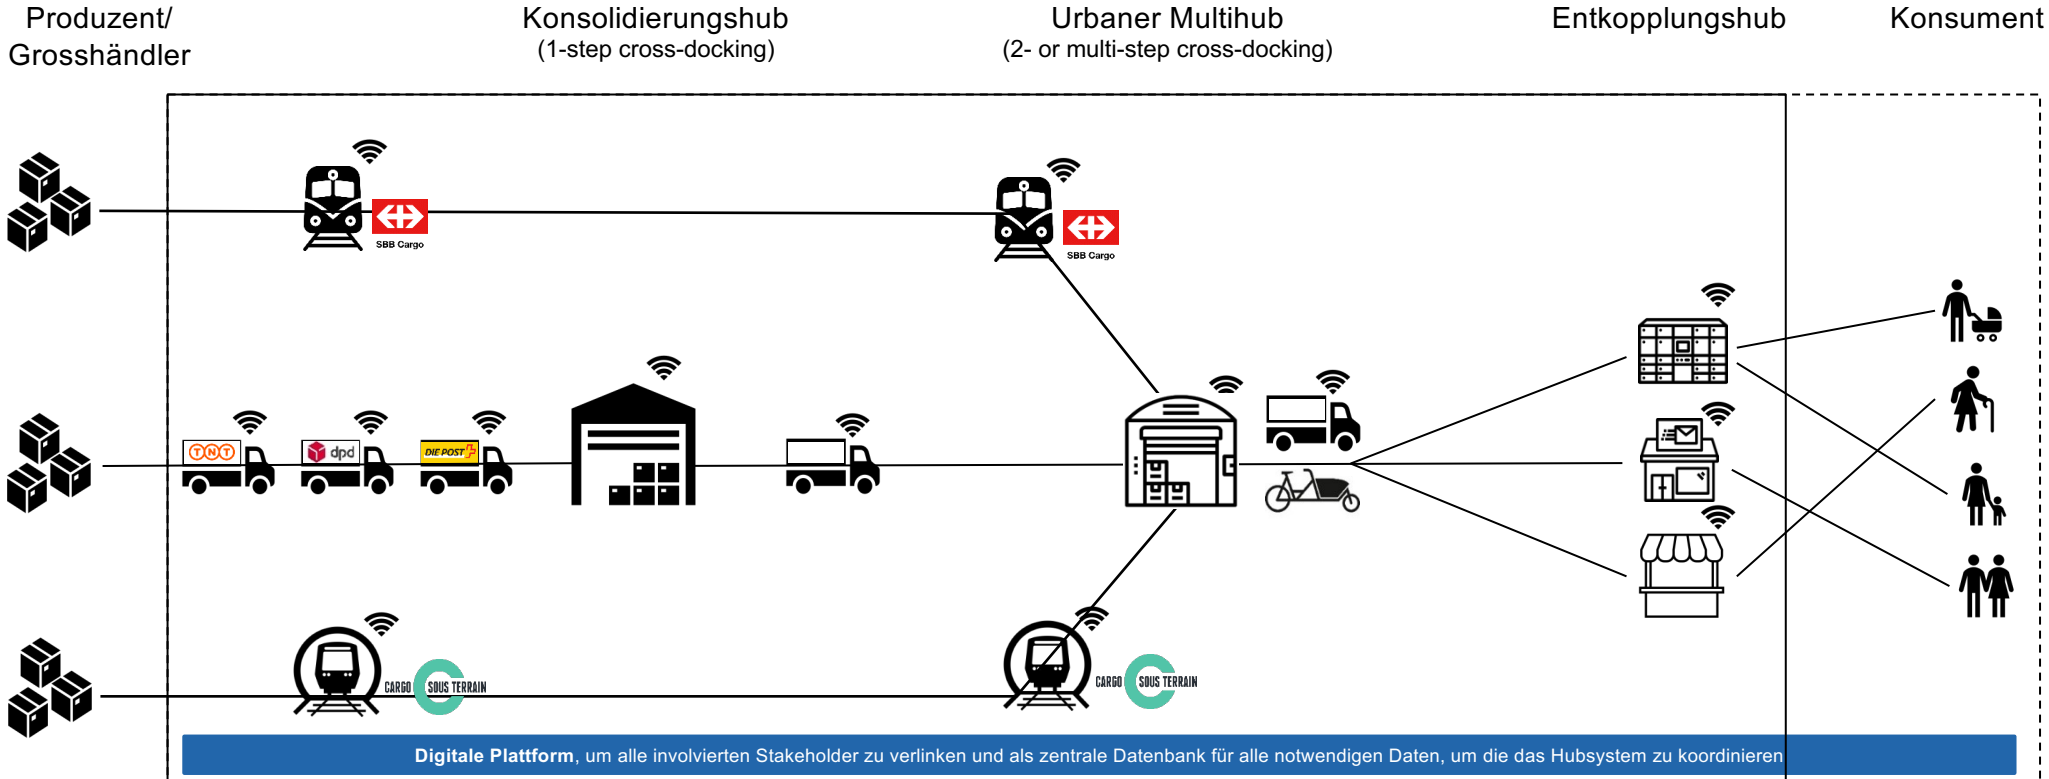 Produzent/
Grosshändler
Konsolidierungshub
(1-step cross-docking)
Urbaner Multihub
(2- or multi-step cross-docking)
Entkopplungshub
Konsument
SBB Cargo
SBB Cargo
TNT
dpd
DIE POST
CARGO SOUS TERRAIN
CARGO SOUS TERRAIN
Digitale Plattform, um alle involvierten Stakeholder zu verlinken und als zentrale Datenbank für alle notwendigen Daten, um die das Hubsystem zu koordinieren